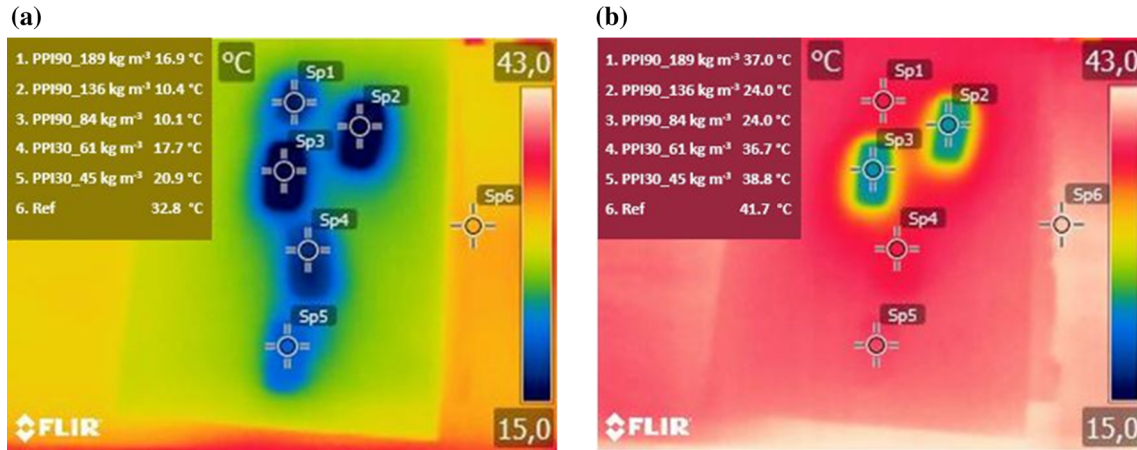 (a)
1. PPI90_189 kg m-3 16.9 °C
2. PPI90_136 kg m-3 10.4 °C
3. PPI90_84 kg m-3 10.1 °C
4. PPI30_61 kg m-3 17.7 °C
5. PPI30_45 kg m-3 20.9 °C
6. Ref 32.8 °C
°C
43,0
Sp1
Sp2
Sp3
Sp6
Sp4
Sp5
FLIR
15,0
(b)
1. PPI90_189 kg m-3 37.0 °C
2. PPI90_136 kg m-3 24.0 °C
3. PPI90_84 kg m-3 24.0 °C
4. PPI30_61 kg m-3 36.7 °C
5. PPI30_45 kg m-3 38.8 °C
6. Ref 41.7 °C
°C
43,0
Sp1
Sp2
Sp3
Sp6
Sp4
Sp5
FLIR
15,0